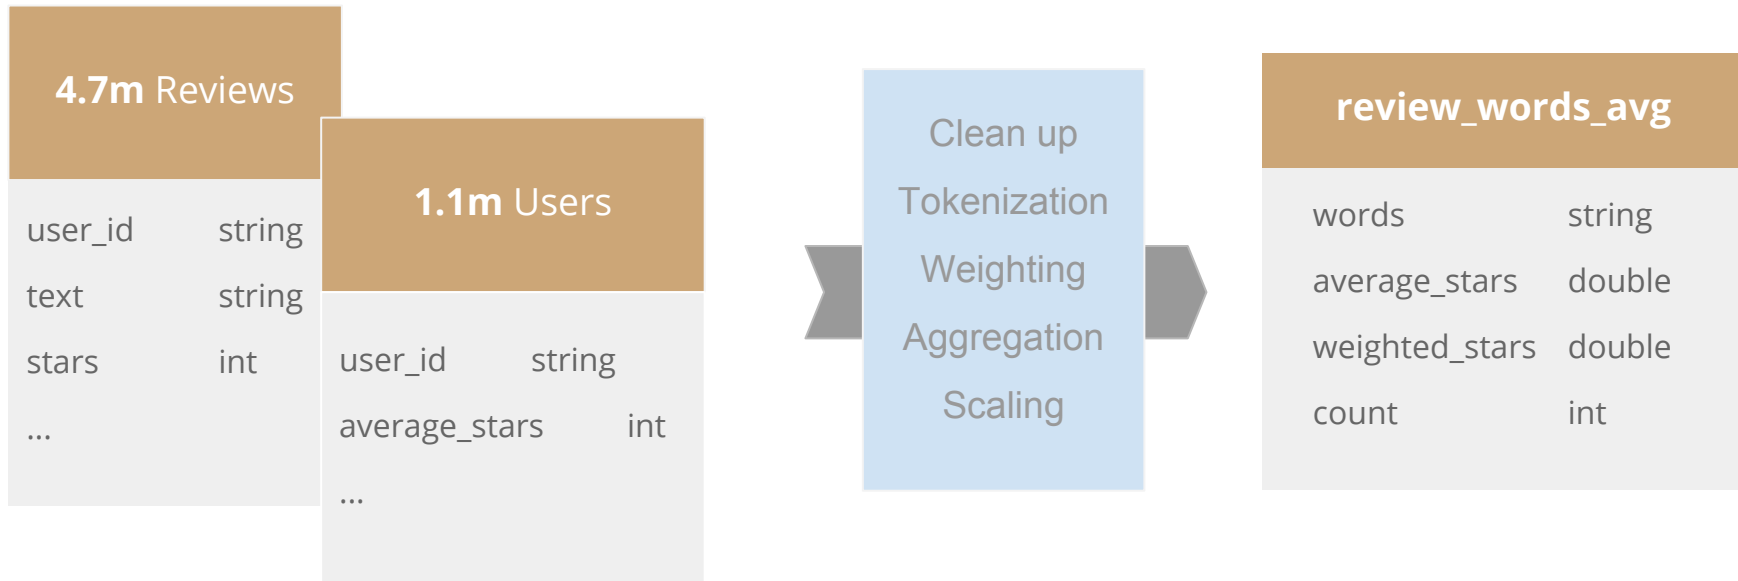 4.7m Reviews
user_id string
text string
stars int
...
1.1m Users
user_id string
average_stars int
...
Clean up
Tokenization
Weighting
Aggregation
Scaling
review_words_avg
words string
average_stars double
weighted_stars double
count int